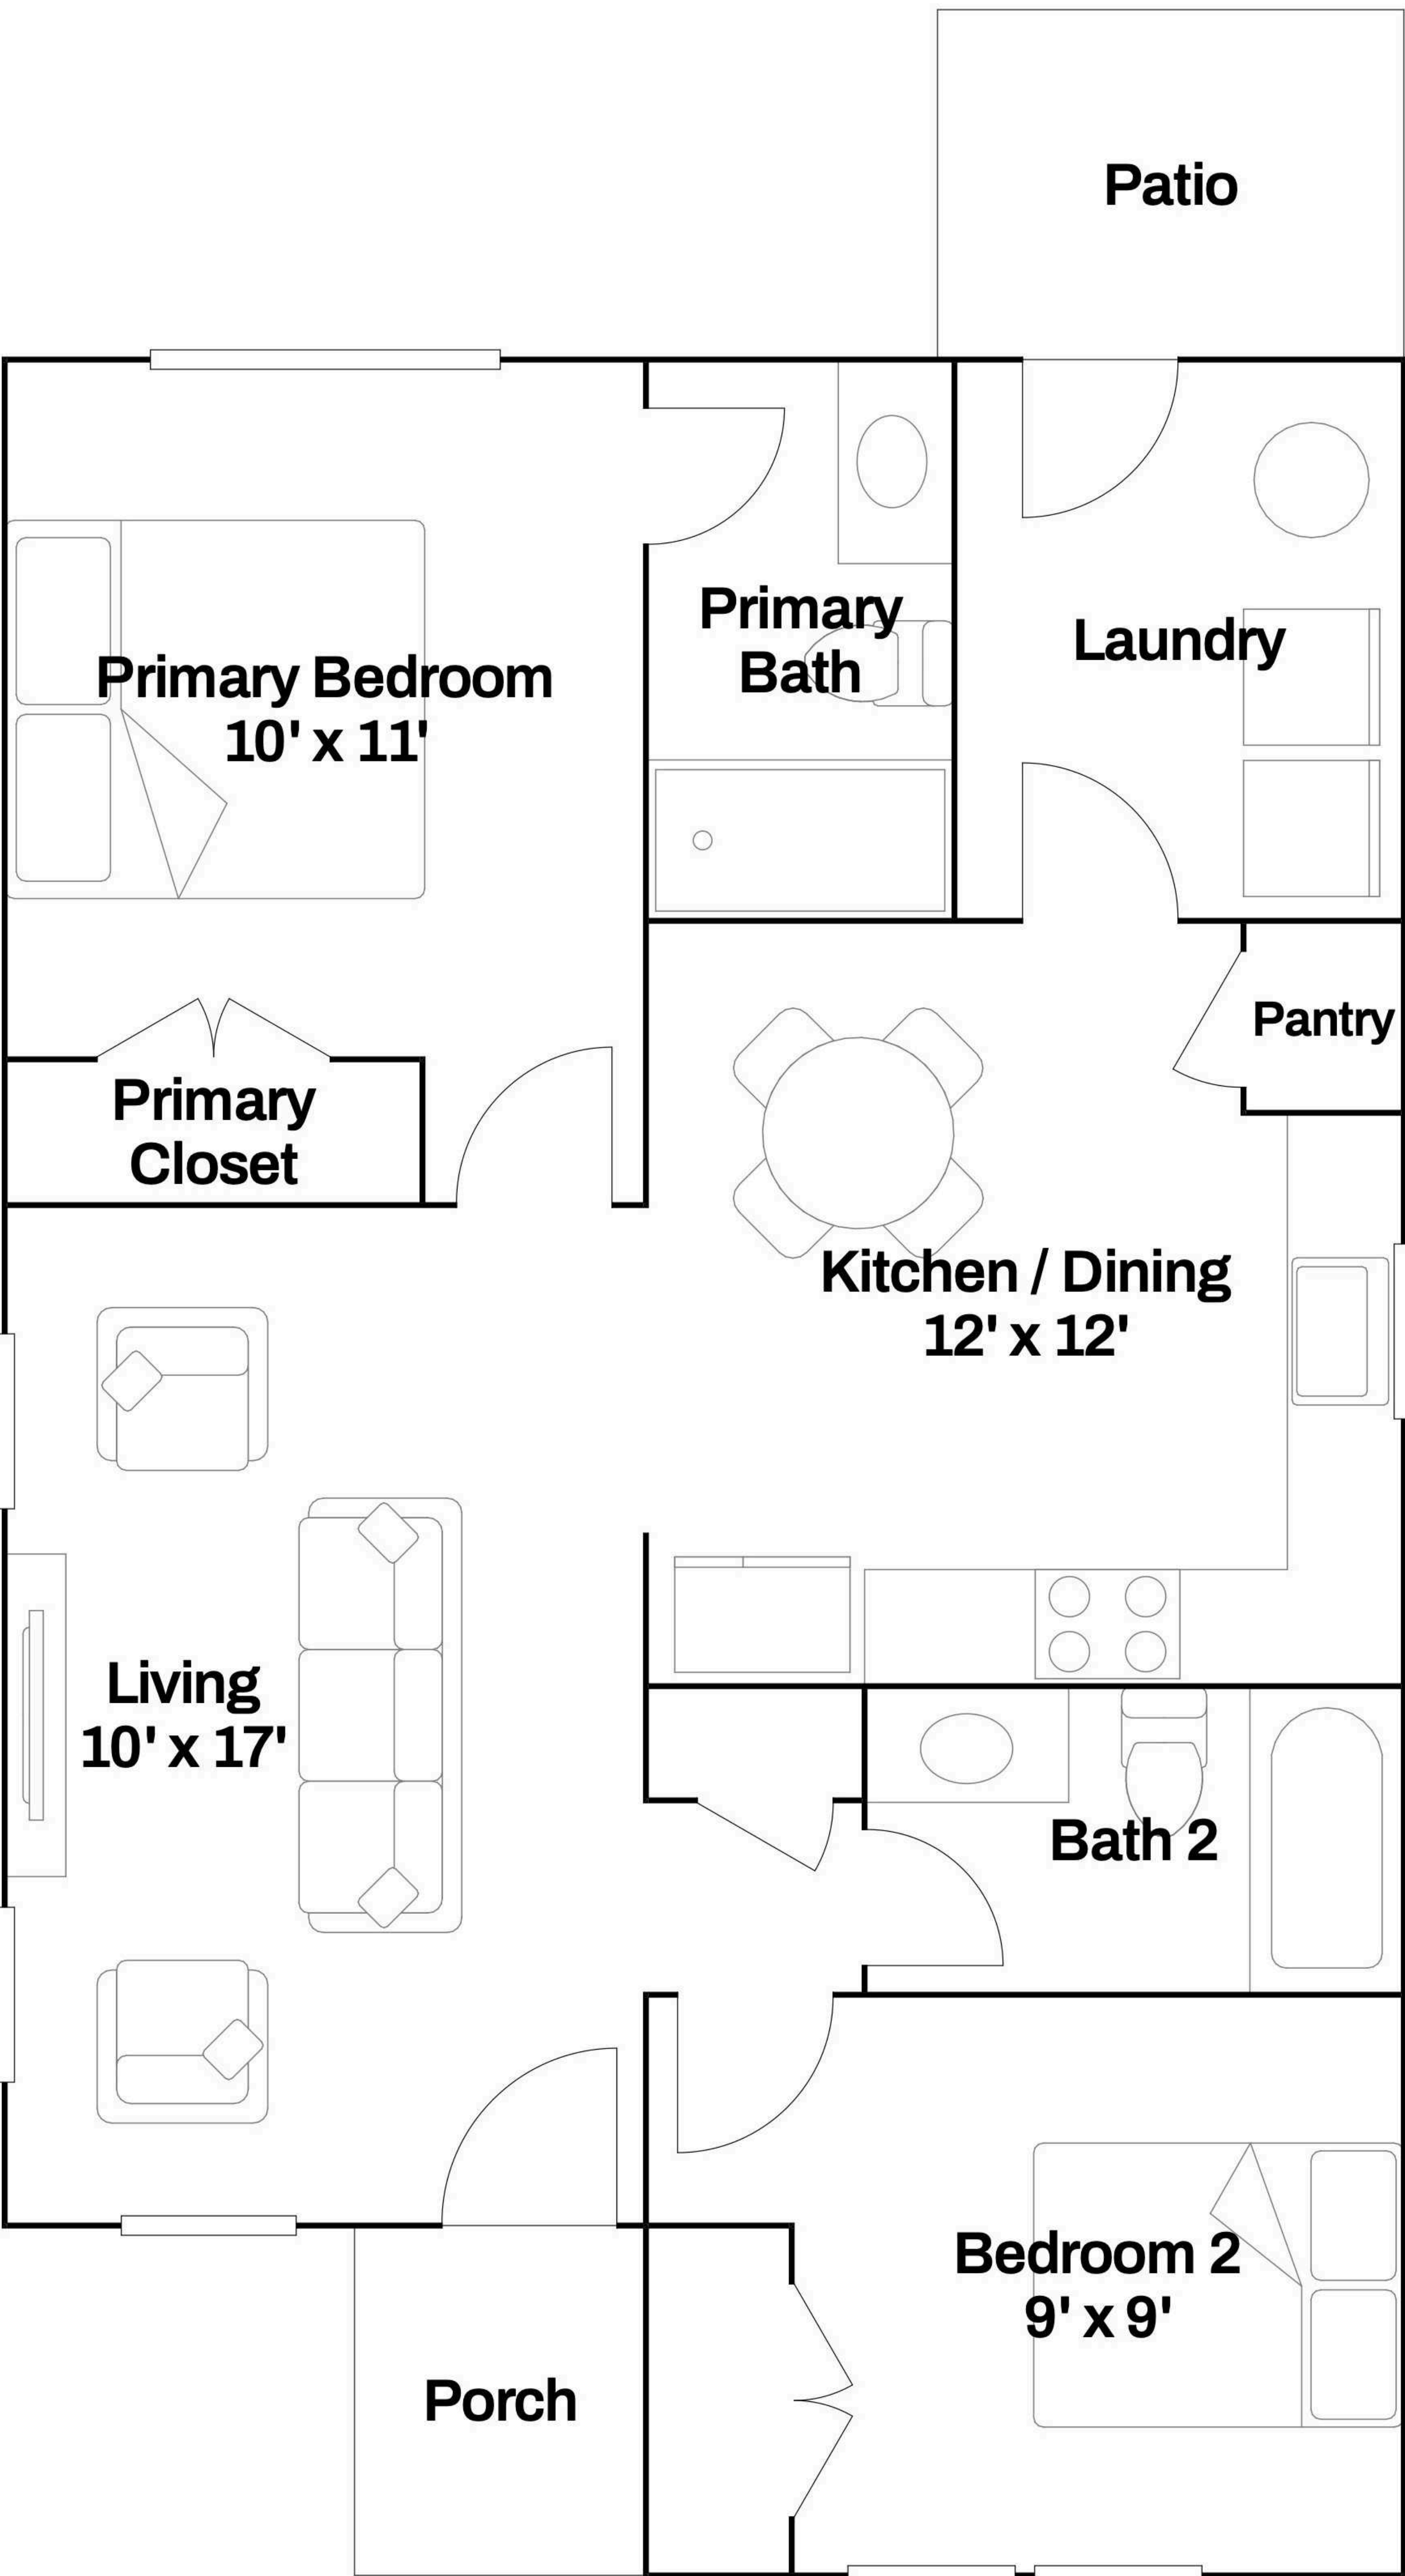 Patio
Primary
Bath
Laundry
Primary Bedroom
10' x 11'
Pantry
Primary
Closet
Kitchen / Dining
12' x 12'
Living
10' x 17'
Bath 2
Bedroom 2
9' x 9'
Porch